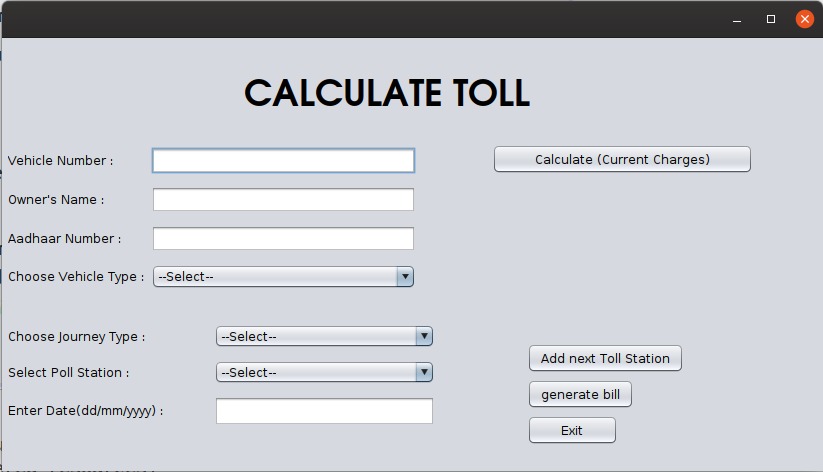 CALCULATE TOLL
Vehicle Number :
Calculate (Current Charges)
Owner's Name :
Aadhaar Number :
Choose Vehicle Type :
--Select--
Choose Journey Type :
--Select--
Select Poll Station :
--Select--
Enter Date(dd/mm/yyyy) :
Add next Toll Station
generate bill
Exit